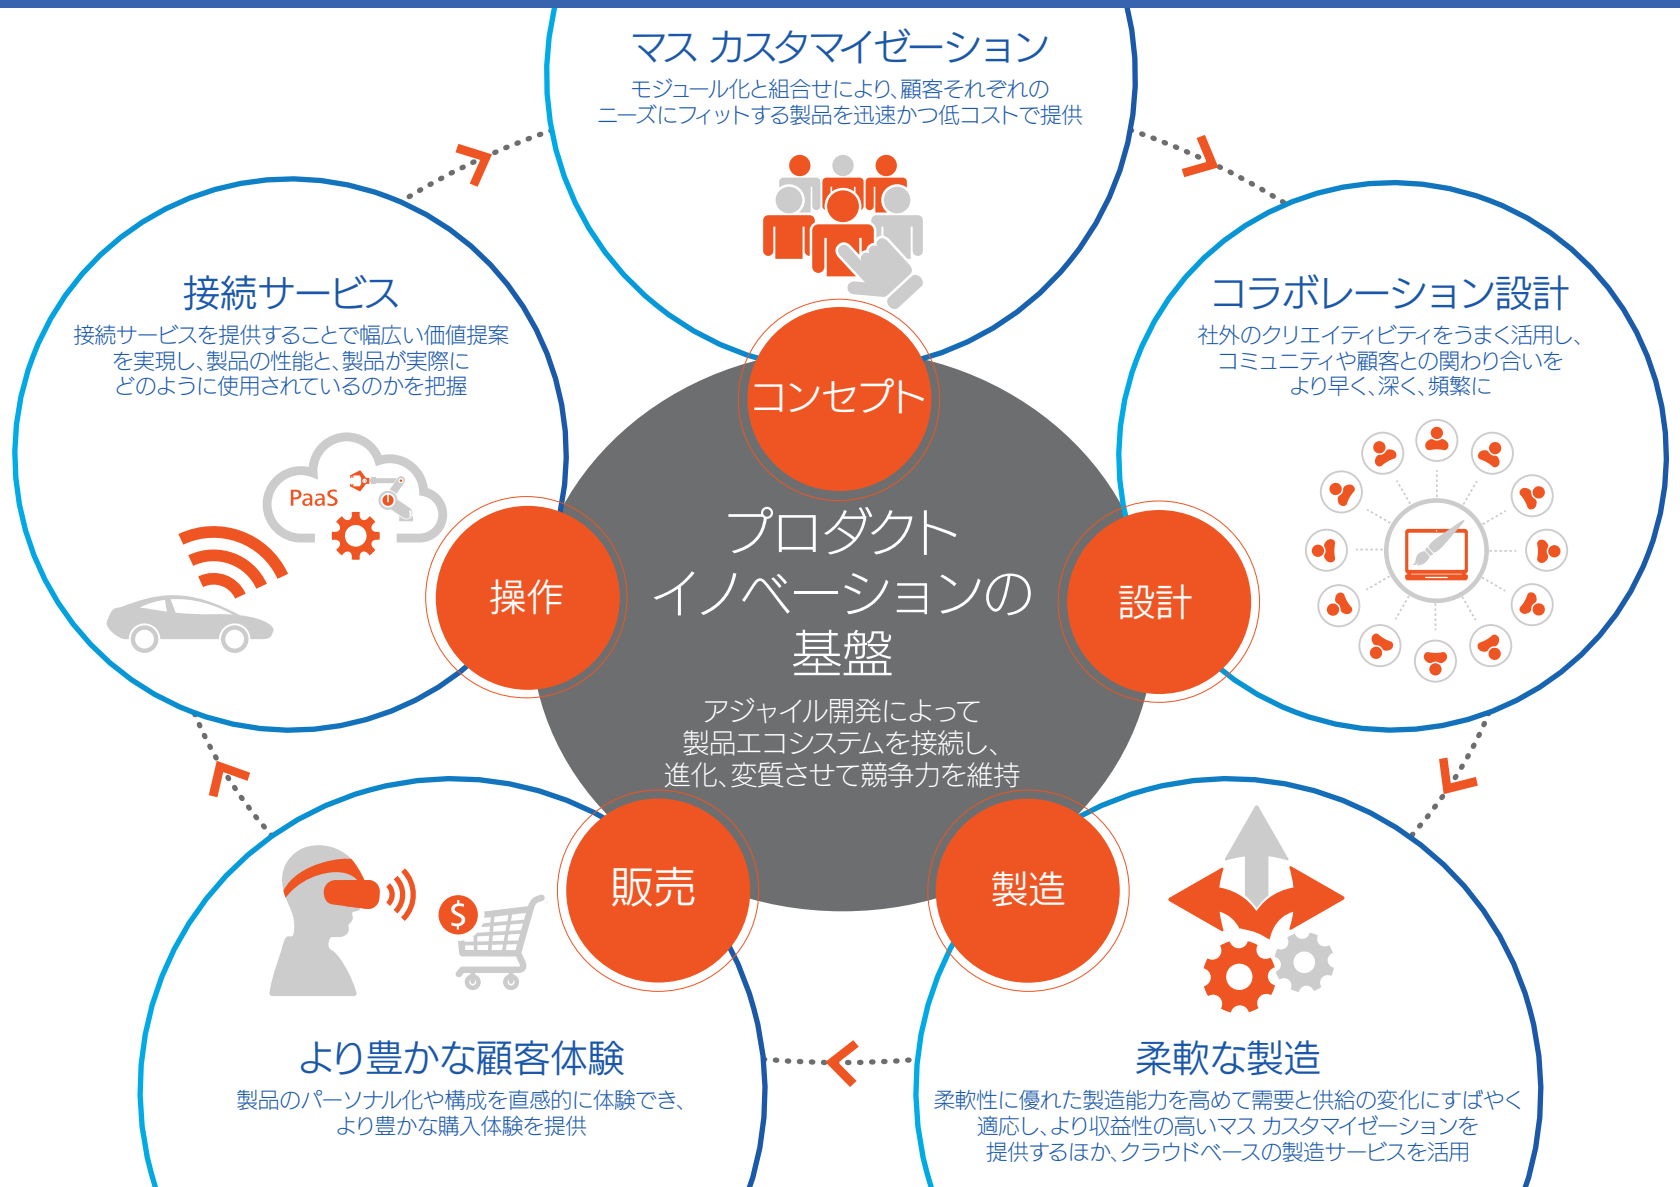 マス カスタマイゼーション
モジュール化と組合せにより、顧客それぞれの
ニーズにフィットする製品を迅速かつ低コストで提供
接続サービス
接続サービスを提供することで幅広い価値提案
を実現し、製品の性能と、製品が実際に
どのように使用されているのかを把握
PaaS
コラボレーション設計
社外のクリエイティビティをうまく活用し、
コミュニティや顧客との関わり合いを
より早く、深く、頻繁に
コンセプト
操作
設計
プロダクト
イノベーションの
基盤
アジャイル開発によって
製品エコシステムを接続し、
進化、変質させて競争力を維持
販売
製造
$
より豊かな顧客体験
製品のパーソナル化や構成を直感的に体験でき、
より豊かな購入体験を提供
柔軟な製造
柔軟性に優れた製造能力を高めて需要と供給の変化にすばやく
適応し、より収益性の高いマス カスタマイゼーションを
提供するほか、クラウドベースの製造サービスを活用